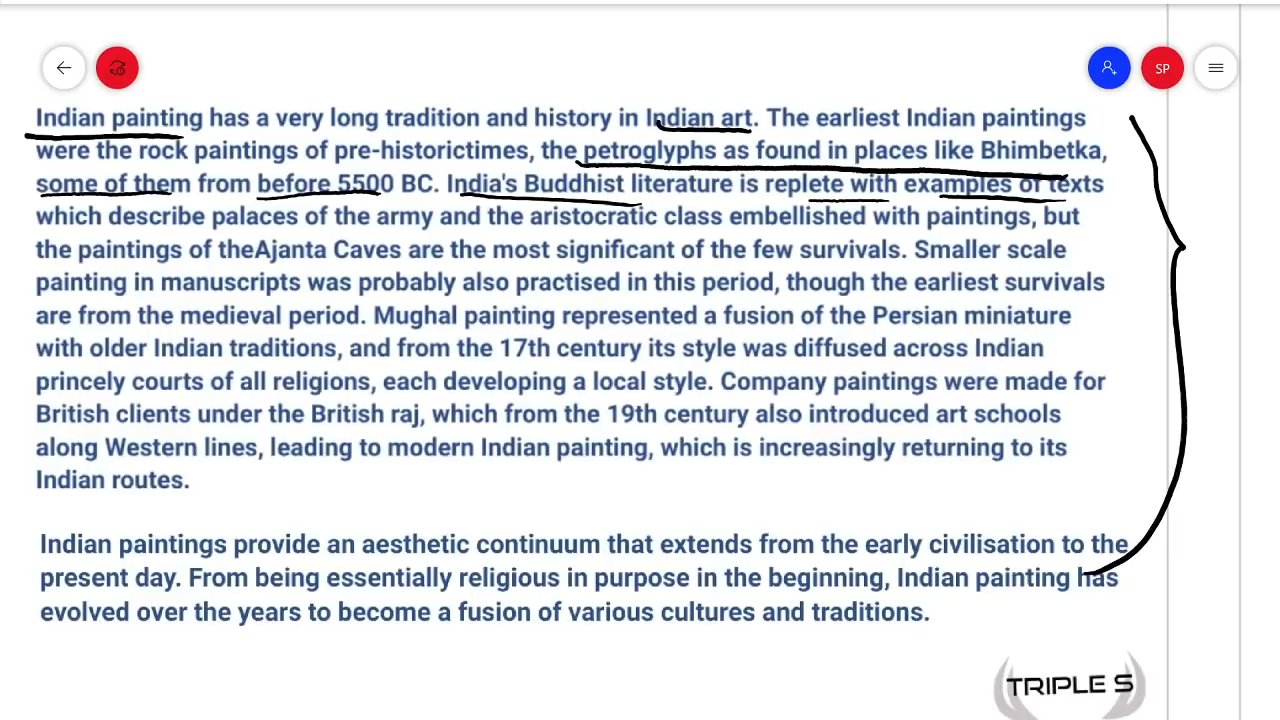 SP
Indian painting has a very long tradition and history in Indian art. The earliest Indian paintings
were the rock paintings of pre-historictimes, the petroglyphs as found in places like Bhimbetka,
some of them from before 5500 BC. India's Buddhist literature is replete with examples of texts
which describe palaces of the army and the aristocratic class embellished with paintings, but
the paintings of theAjanta Caves are the most significant of the few survivals. Smaller scale
painting in manuscripts was probably also practised in this period, though the earliest survivals
are from the medieval period. Mughal painting represented a fusion of the Persian miniature
with older Indian traditions, and from the 17th century its style was diffused across Indian
princely courts of all religions, each developing a local style. Company paintings were made for
British clients under the British raj, which from the 19th century also introduced art schools
along Western lines, leading to modern Indian painting, which is increasingly returning to its
Indian routes.
Indian paintings provide an aesthetic continuum that extends from the early civilisation to the
present day. From being essentially religious in purpose in the beginning, Indian painting has
evolved over the years to become a fusion of various cultures and traditions.
TRIPLE S